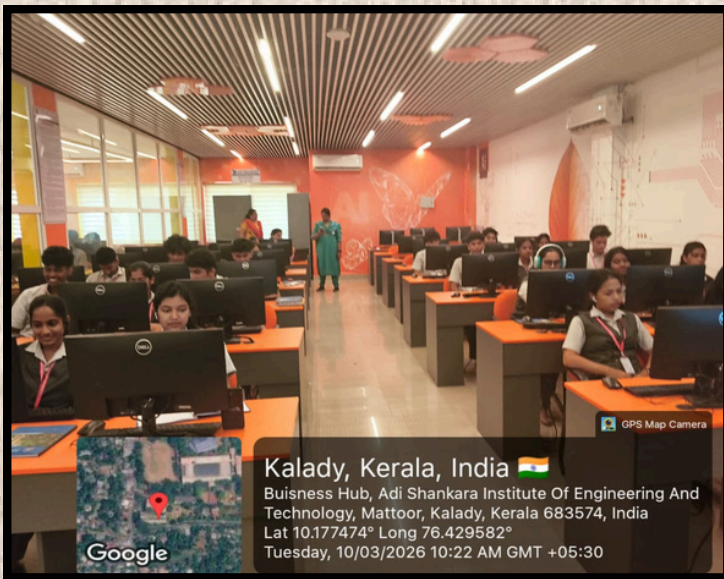 AI
DELL
GPS Map Camera
Kalady, Kerala, India
Buisness Hub, Adi Shankara Institute Of Engineering And
Technology, Mattoor, Kalady, Kerala 683574, India
Lat 10.177474° Long 76.429582°
Tuesday, 10/03/2026 10:22 AM GMT +05:30
Google